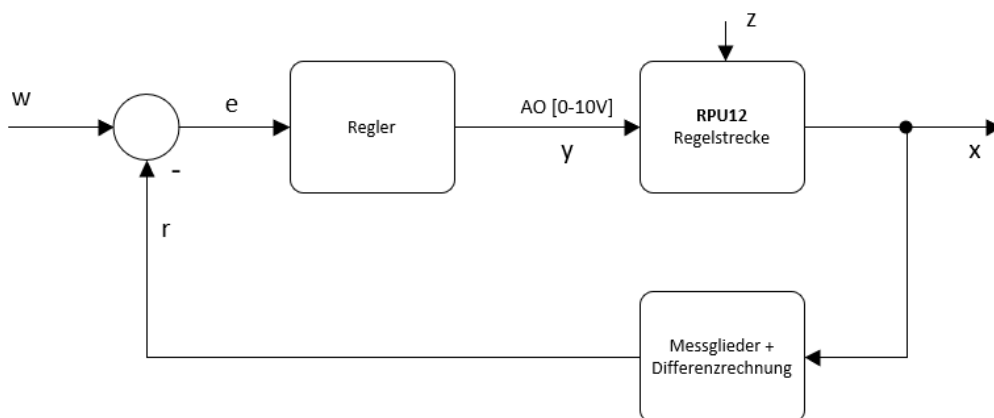 z
w
e
AO [0-10V]
Regler
RPU12
Regelstrecke
y
x
-
r
Messglieder +
Differenzrechnung